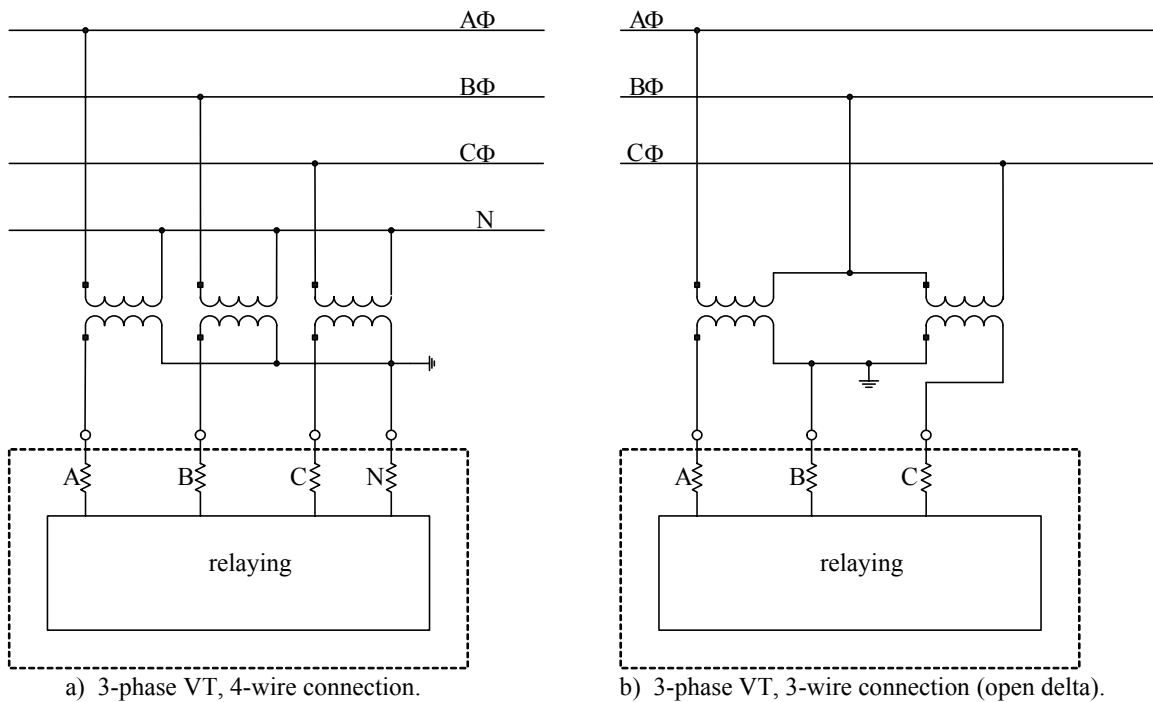 AΦ
BΦ
CΦ
N
A
B
C
N
relaying
a) 3-phase VT, 4-wire connection.
AΦ
BΦ
CΦ
A
B
C
relaying
b) 3-phase VT, 3-wire connection (open delta).